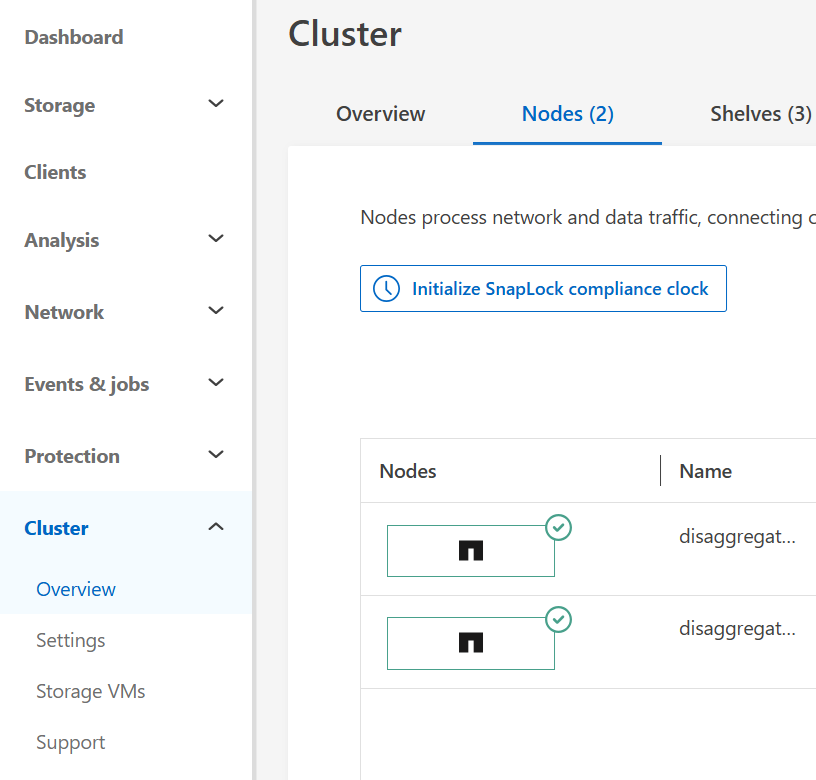 Dashboard
Storage
Clients
Analysis
Network
Events & jobs
Protection
Cluster
Overview
Settings
Storage VMs
Support
Cluster
Overview
Nodes (2)
Shelves (3)
Nodes process network and data traffic, connecting
Initialize SnapLock compliance clock
Nodes
Name
disaggregat...
disaggregat...